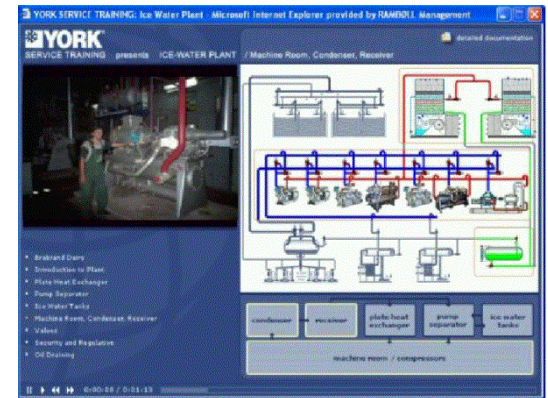 YORK SERVICE TRAINING: Ice Water Plant - Microsoft Internet Explorer provided by RAMBØLL Management
YORK
detailed documentation
SERVICE TRAINING presents ICE-WATER PLANT / Machine Room, Condenser, Receiver
Brabrand Dairy
Introduction to Plant
Plate Heat Exchanger
Pump Separator
Ice Water Tanks
Machine Room, Condenser, Receiver
Valves
Security and Regulation
Oil Draining
condenser
receiver
plate heat
exchanger
pump
separator
ice water
tanks
machine room / compressors
0:00:06 / 0:01:13